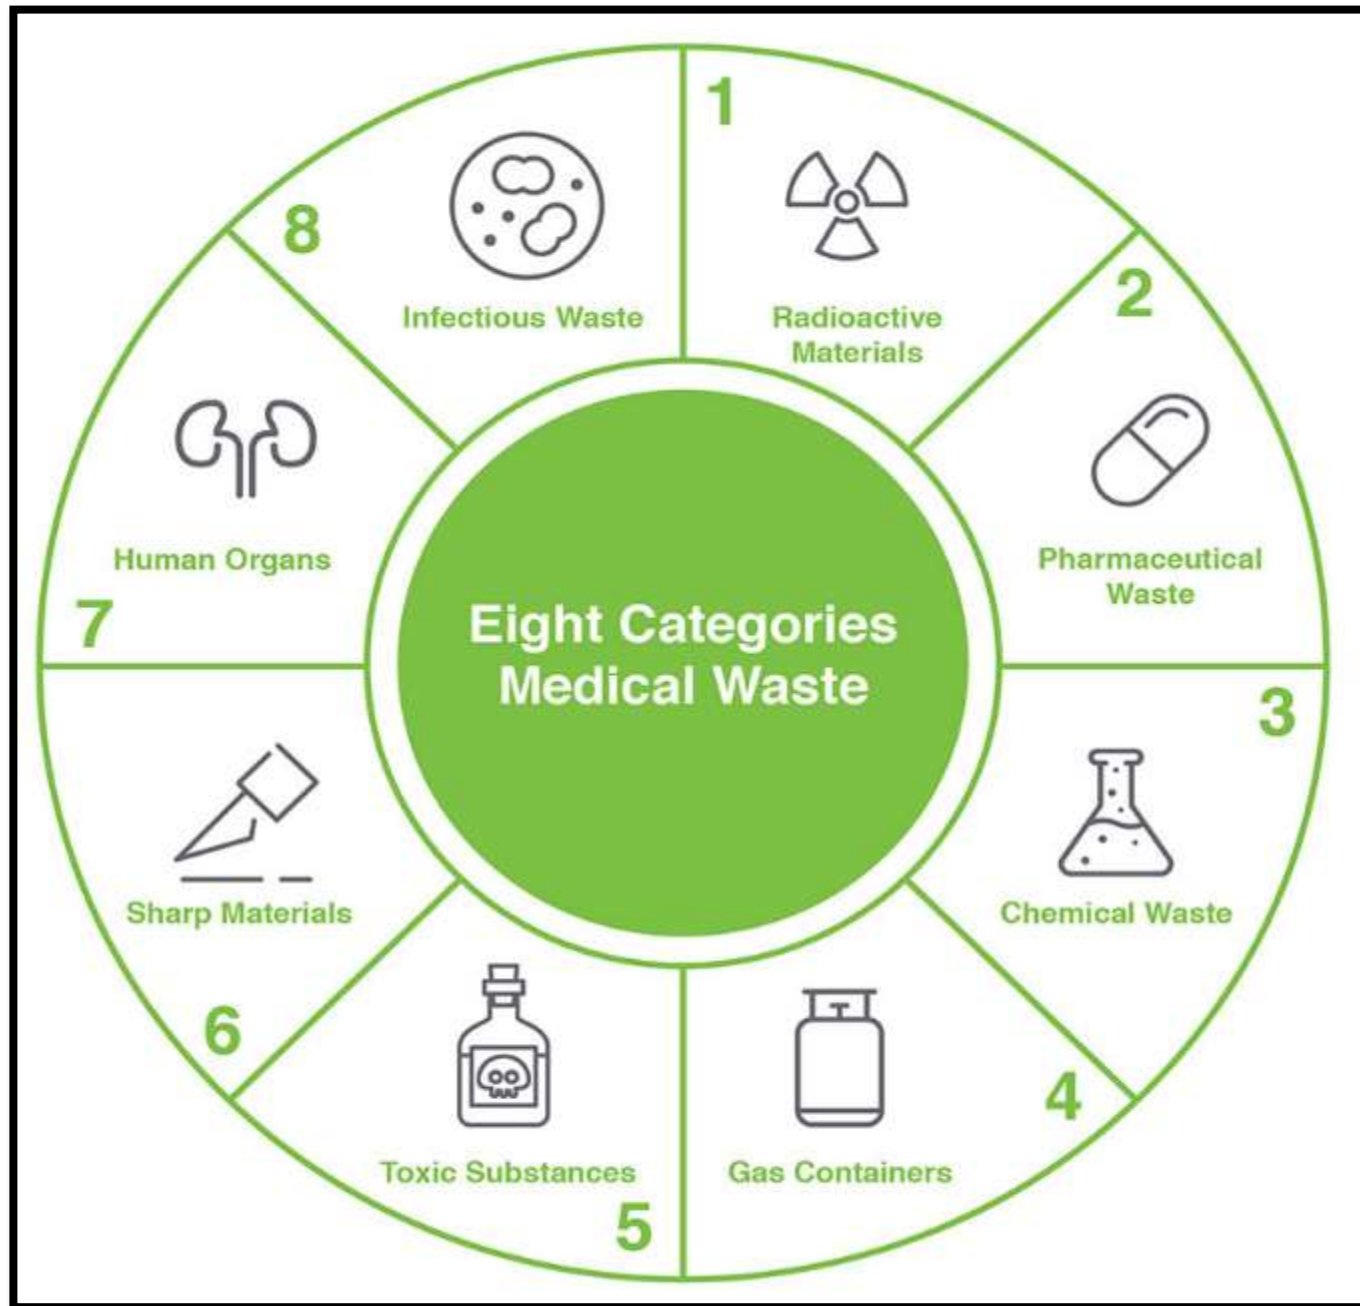 Eight Categories
Medical Waste
1
Radioactive
Materials
2
Pharmaceutical
Waste
3
Chemical Waste
4
Gas Containers
5
Toxic Substances
6
Sharp Materials
7
Human Organs
8
Infectious Waste